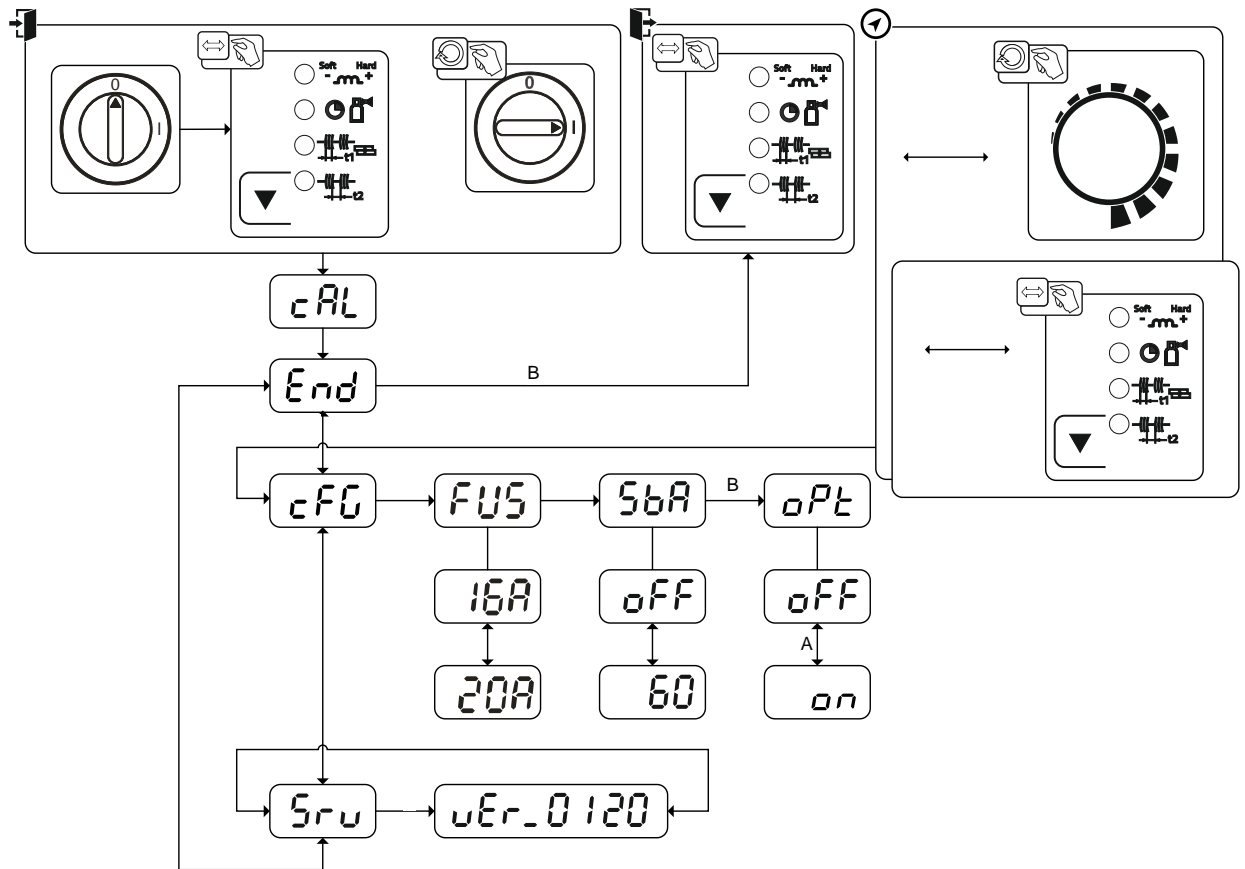 0
I
Soft Hard
- +
t1
t2
0
I
Soft Hard
- +
t1
t2
cAL
End
B
Soft Hard
- +
t1
t2
cFG
FUS
SbA
B
oPt
16A
oFF
oFF
A
20A
60
on
Sru
vEr_0120